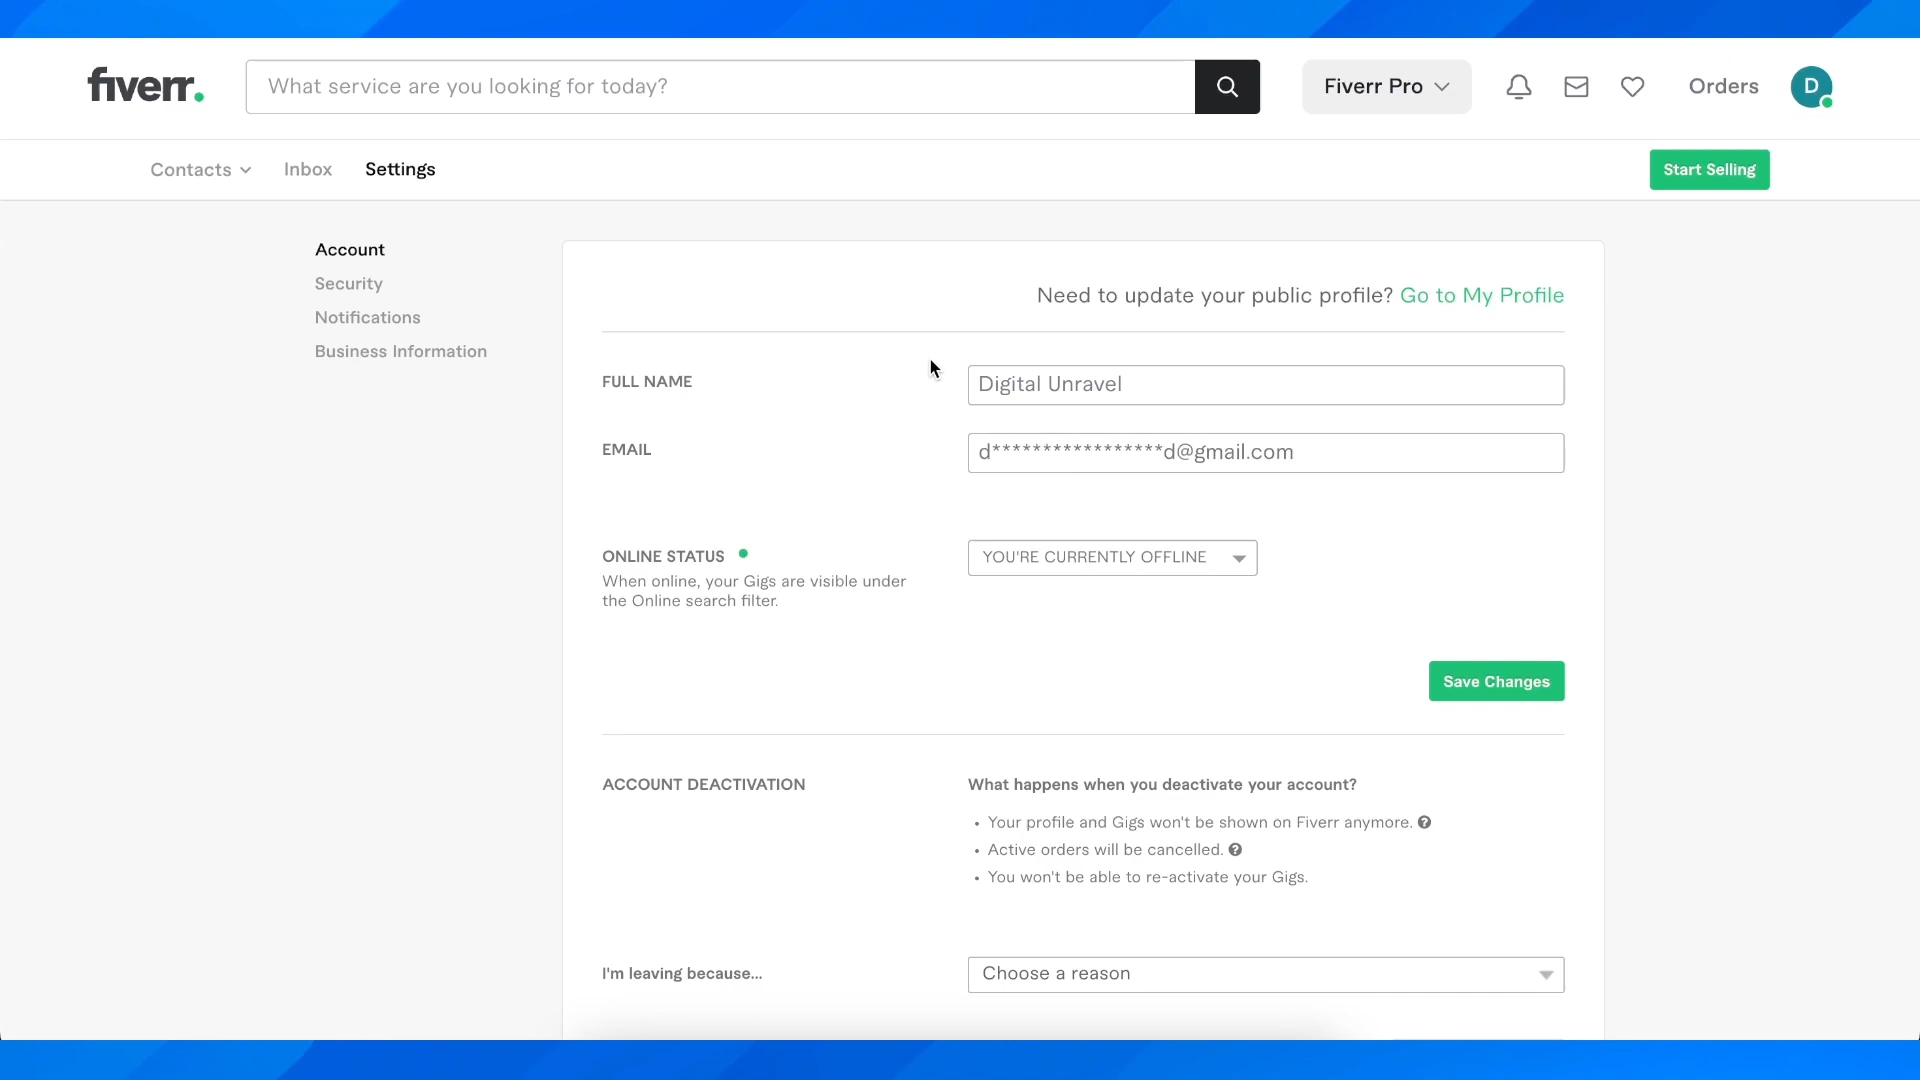 fiverr.
What service are you looking for today?
Fiverr Pro
Orders
D
Contacts
Inbox
Settings
Start Selling
Account
Security
Notifications
Business Information
Need to update your public profile? Go to My Profile
FULL NAME
Digital Unravel
EMAIL
d*****************d@gmail.com
ONLINE STATUS
When online, your Gigs are visible under
the Online search filter.
YOU'RE CURRENTLY OFFLINE
Save Changes
ACCOUNT DEACTIVATION
What happens when you deactivate your account?
• Your profile and Gigs won't be shown on Fiverr anymore. ?
• Active orders will be cancelled. ?
• You won't be able to re-activate your Gigs.
I'm leaving because...
Choose a reason